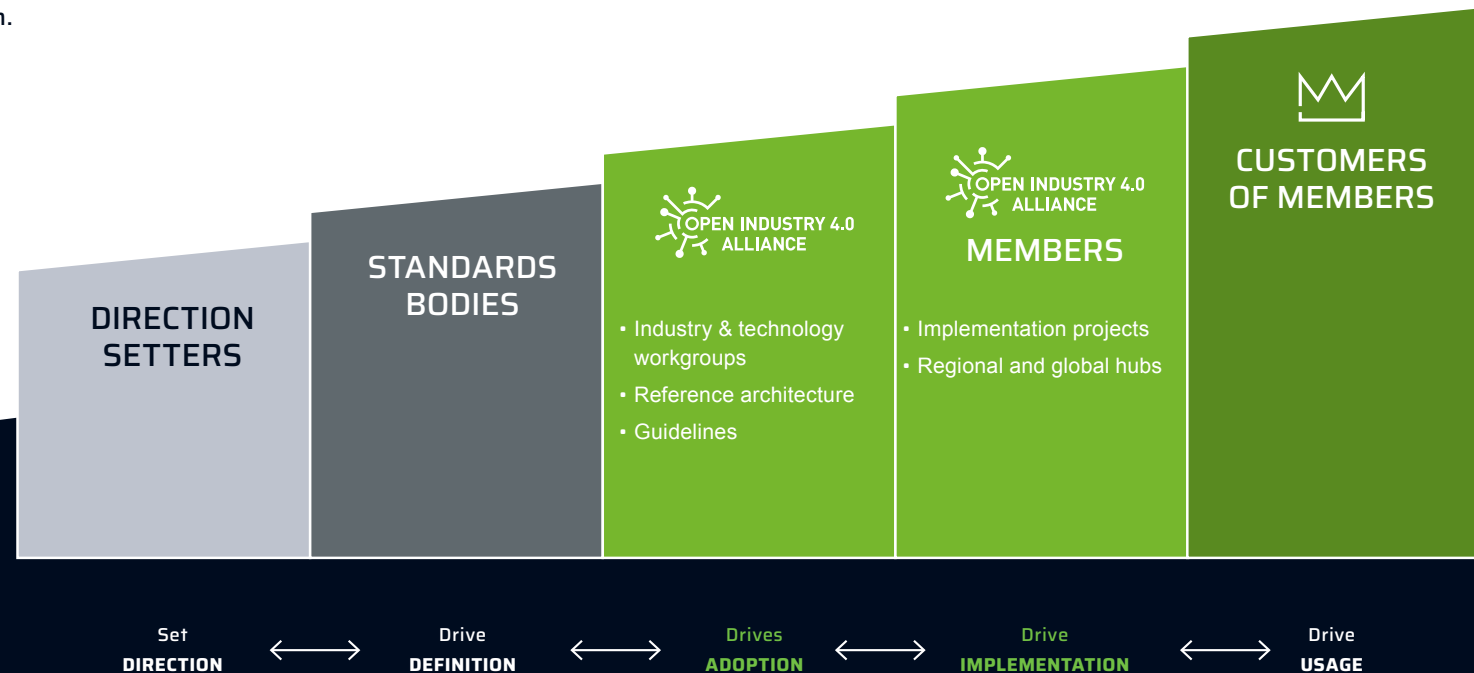 DIRECTION
SETTERS
STANDARDS
BODIES
OPEN INDUSTRY 4.0
ALLIANCE
• Industry & technology
workgroups
• Reference architecture
• Guidelines
OPEN INDUSTRY 4.0
ALLIANCE
MEMBERS
• Implementation projects
• Regional and global hubs
CUSTOMERS
OF MEMBERS
Set
DIRECTION
Drive
DEFINITION
Drives
ADOPTION
Drive
IMPLEMENTATION
Drive
USAGE